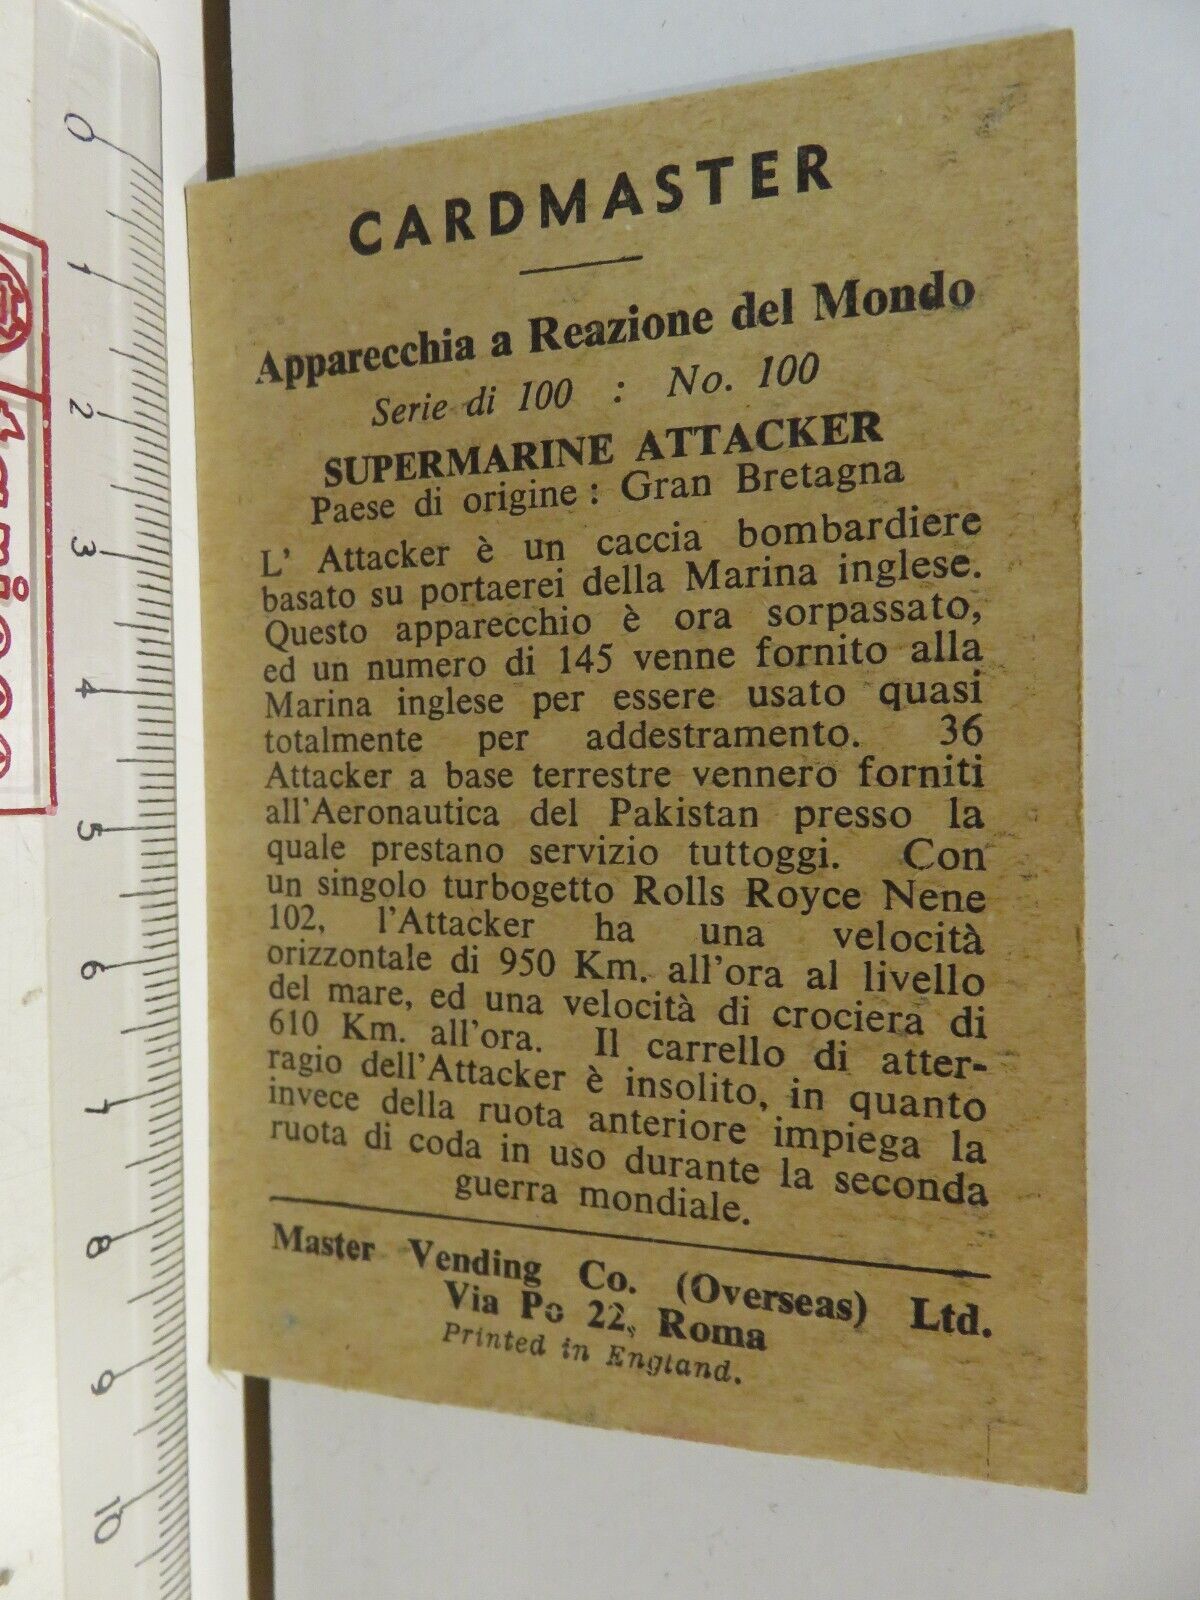 CARDMASTER
Apparecchia a Reazione del Mondo
Serie di 100 : No. 100
SUPERMARINE ATTACKER
Paese di origine : Gran Bretagna
L' Attacker è un caccia bombardiere
basato su portaerei della Marina inglese.
Questo apparecchio è ora sorpassato,
ed un numero di 145 venne fornito alla
Marina inglese per essere usato quasi
totalmente per addestramento. 36
Attacker a base terrestre vennero forniti
all'Aeronautica del Pakistan presso la
quale prestano servizio tuttoggi. Con
un singolo turbogetto Rolls Royce Nene
102, l'Attacker ha una velocità
orizzontale di 950 Km. all'ora al livello
del mare, ed una velocità di crociera di
610 Km. all'ora. Il carrello di atter-
ragio dell'Attacker è insolito, in quanto
invece della ruota anteriore impiega la
ruota di coda in uso durante la seconda
guerra mondiale.
Master Vending Co. (Overseas) Ltd.
Via Po 22, Roma
Printed in England.
0
1
2
3
4
5
6
7
8
9
10